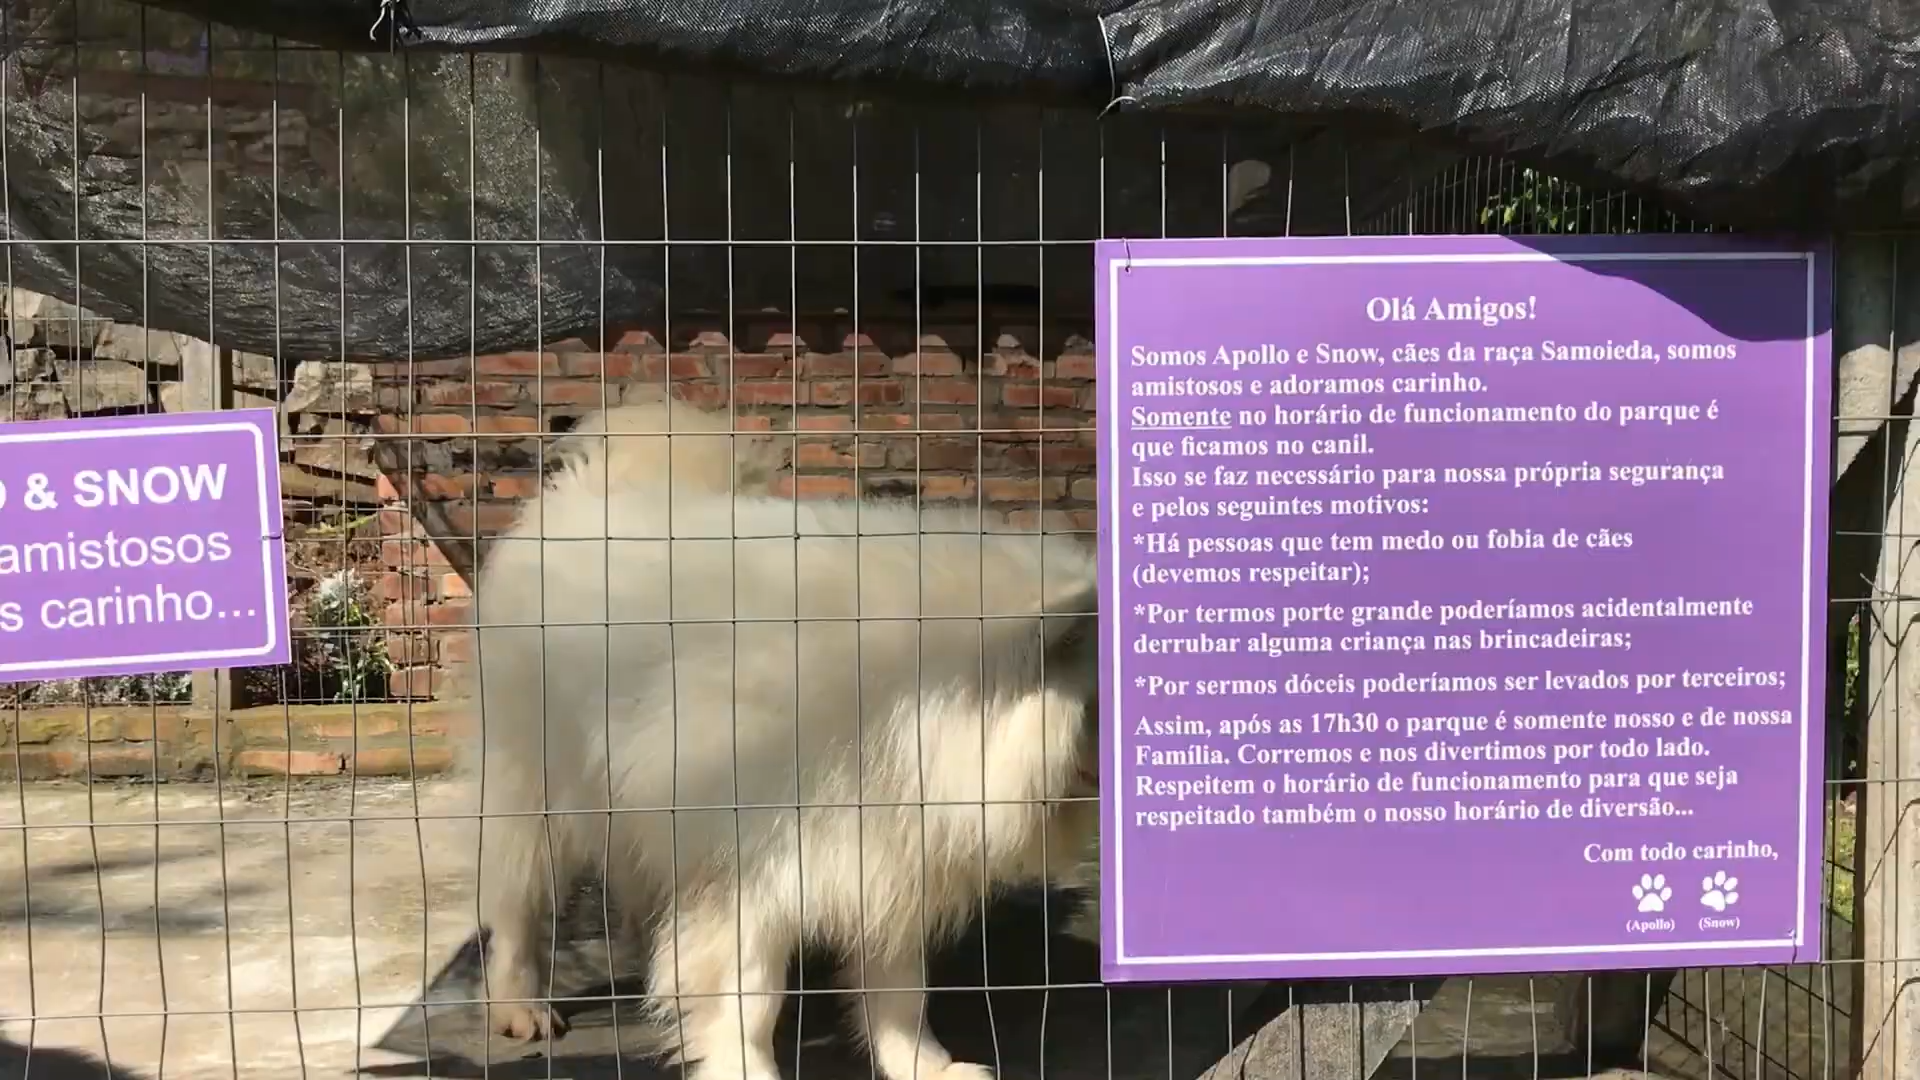 & SNOW
amistosos
carinho...
Olá Amigos!
Somos Apollo e Snow, cães da raça Samoieda, somos
amistosos e adoramos carinho.
Somente no horário de funcionamento do parque é
que ficamos no canil.
Isso se faz necessário para nossa própria segurança
e pelos seguintes motivos:
*Há pessoas que tem medo ou fobia de cães
(devemos respeitar);
*Por termos porte grande poderíamos acidentalmente
derrubar alguma criança nas brincadeiras;
*Por sermos dóceis poderíamos ser levados por terceiros;
Assim, após as 17h30 o parque é somente nosso e de nossa
Família. Corremos e nos divertimos por todo lado.
Respeitem o horário de funcionamento para que seja
respeitado também o nosso horário de diversão...
Com todo carinho,
(Apollo) (Snow)